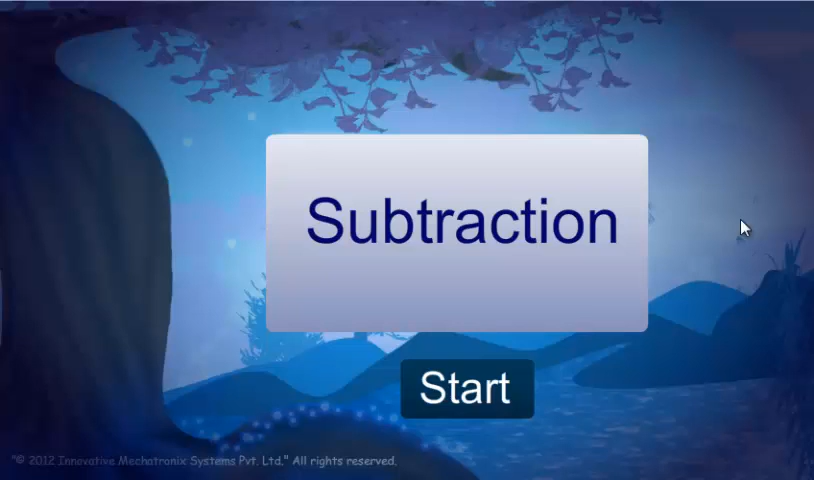 Subtraction
Start
"© 2012 Innovative Mechatronix Systems Pvt. Ltd." All rights reserved.